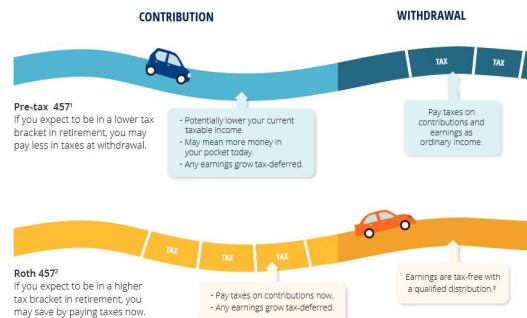 CONTRIBUTION
WITHDRAWAL
TAX
TAX
Pre-tax 457¹
If you expect to be in a lower tax
bracket in retirement, you may
pay less in taxes at withdrawal.
• Potentially lower your current
taxable income.
• May mean more money in
your pocket today.
• Any earnings grow tax-deferred.
Pay taxes on
contributions and
earnings as
ordinary income.
TAX
TAX
TAX
Roth 457²
If you expect to be in a higher
tax bracket in retirement, you
may save by paying taxes now.
• Pay taxes on contributions now.
• Any earnings grow tax-deferred.
Earnings are tax-free with
a qualified distribution.³